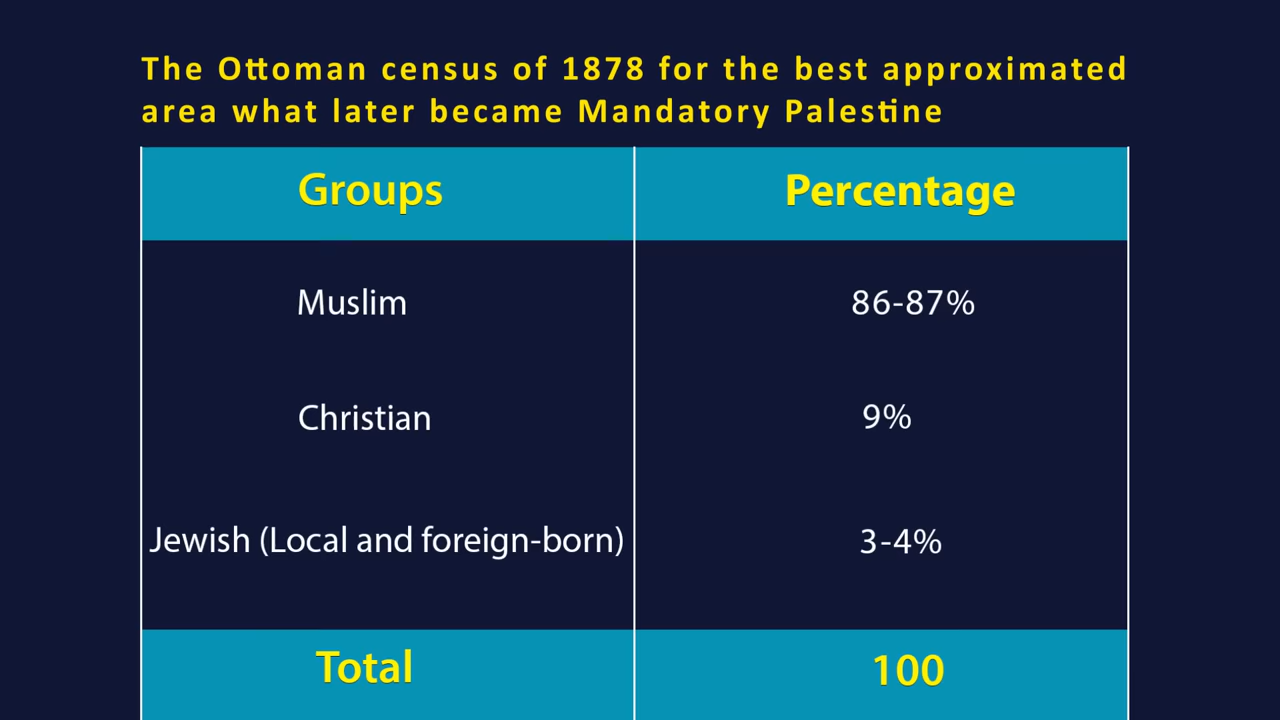 The Ottoman census of 1878 for the best approximated
area what later became Mandatory Palestine
Groups Percentage
Muslim 86-87%
Christian 9%
Jewish (Local and foreign-born) 3-4%
Total 100